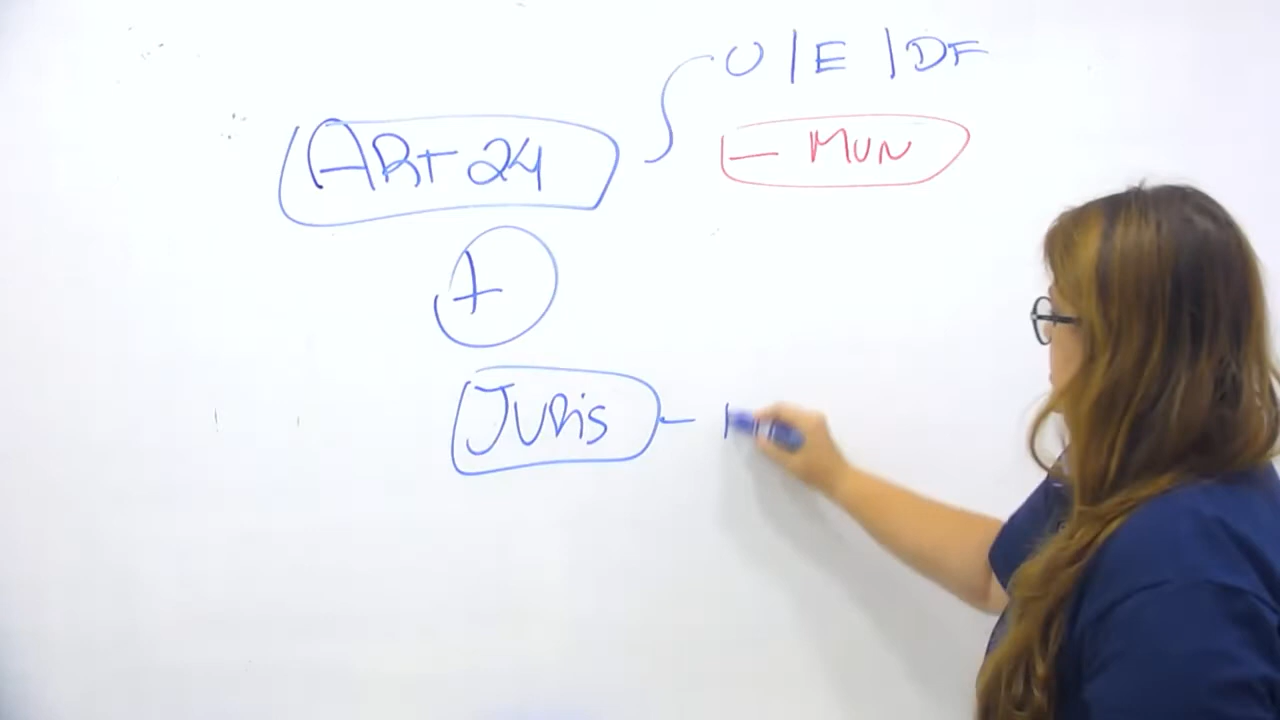 U | E | DF
ART 24
- MUN
+
JURIS -